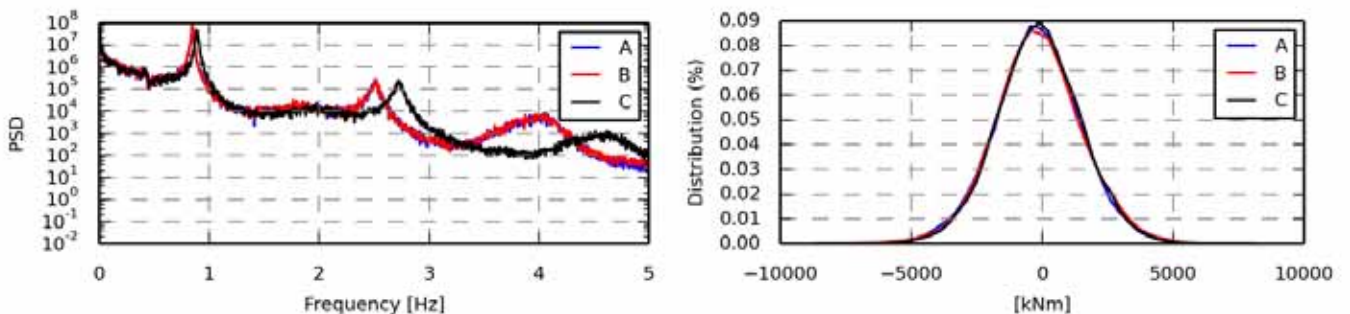 10^8
10^7
10^6
10^5
10^4
10^3
10^2
10^1
10^0
10^-1
10^-2
PSD
0 1 2 3 4 5
Frequency [Hz]
A
B
C
0.09
0.08
0.07
0.06
0.05
0.04
0.03
0.02
0.01
0.00
Distribution (%)
−10000 −5000 0 5000 10000
[kNm]
A
B
C